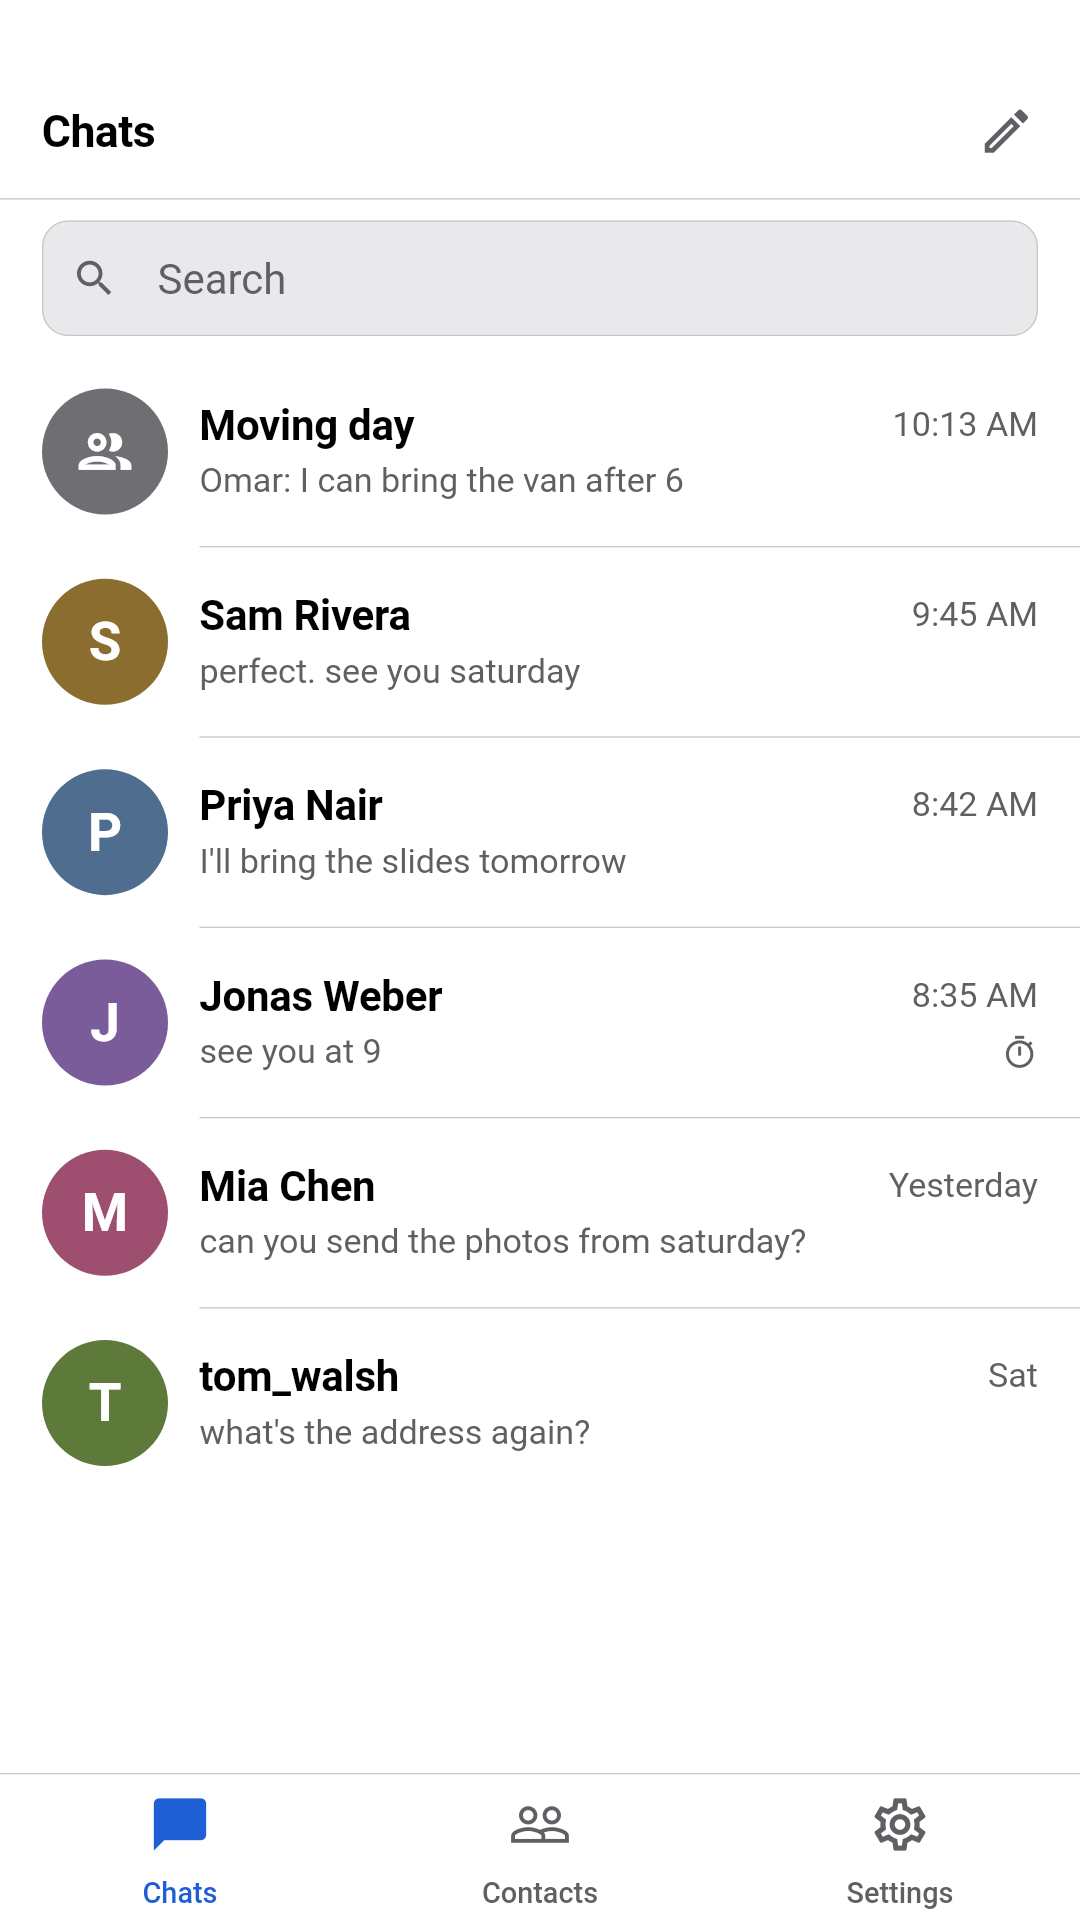 Chats
Search
Moving day
10:13 AM
Omar: I can bring the van after 6
S
Sam Rivera
9:45 AM
perfect. see you saturday
P
Priya Nair
8:42 AM
I'll bring the slides tomorrow
J
Jonas Weber
8:35 AM
see you at 9
M
Mia Chen
Yesterday
can you send the photos from saturday?
T
tom_walsh
Sat
what's the address again?
Chats
Contacts
Settings